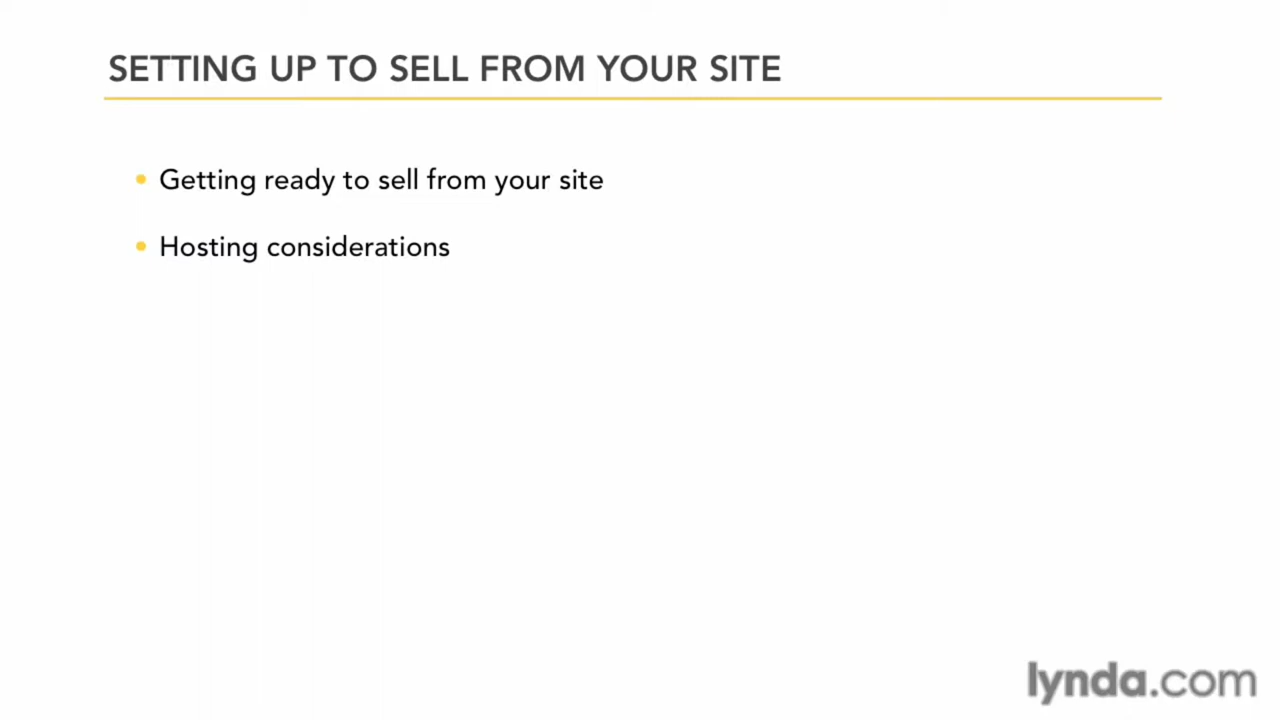 SETTING UP TO SELL FROM YOUR SITE
• Getting ready to sell from your site
• Hosting considerations
lynda.com